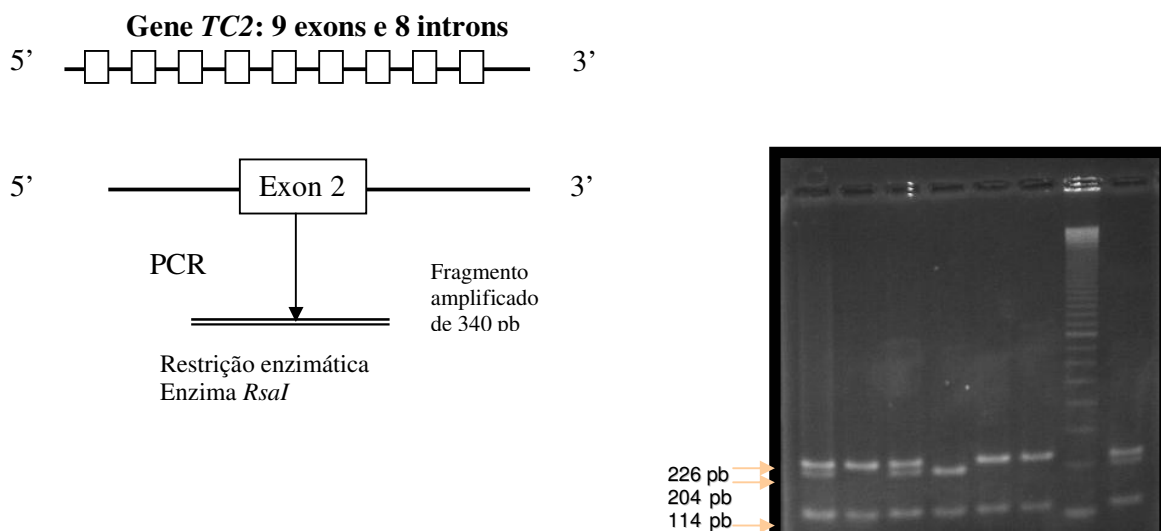 Gene TC2: 9 exons e 8 introns
5’ 3’
5’ Exon 2 3’
PCR
Fragmento
amplificado
de 340 pb
Restrição enzimática
Enzima RsaI
226 pb
204 pb
114 pb